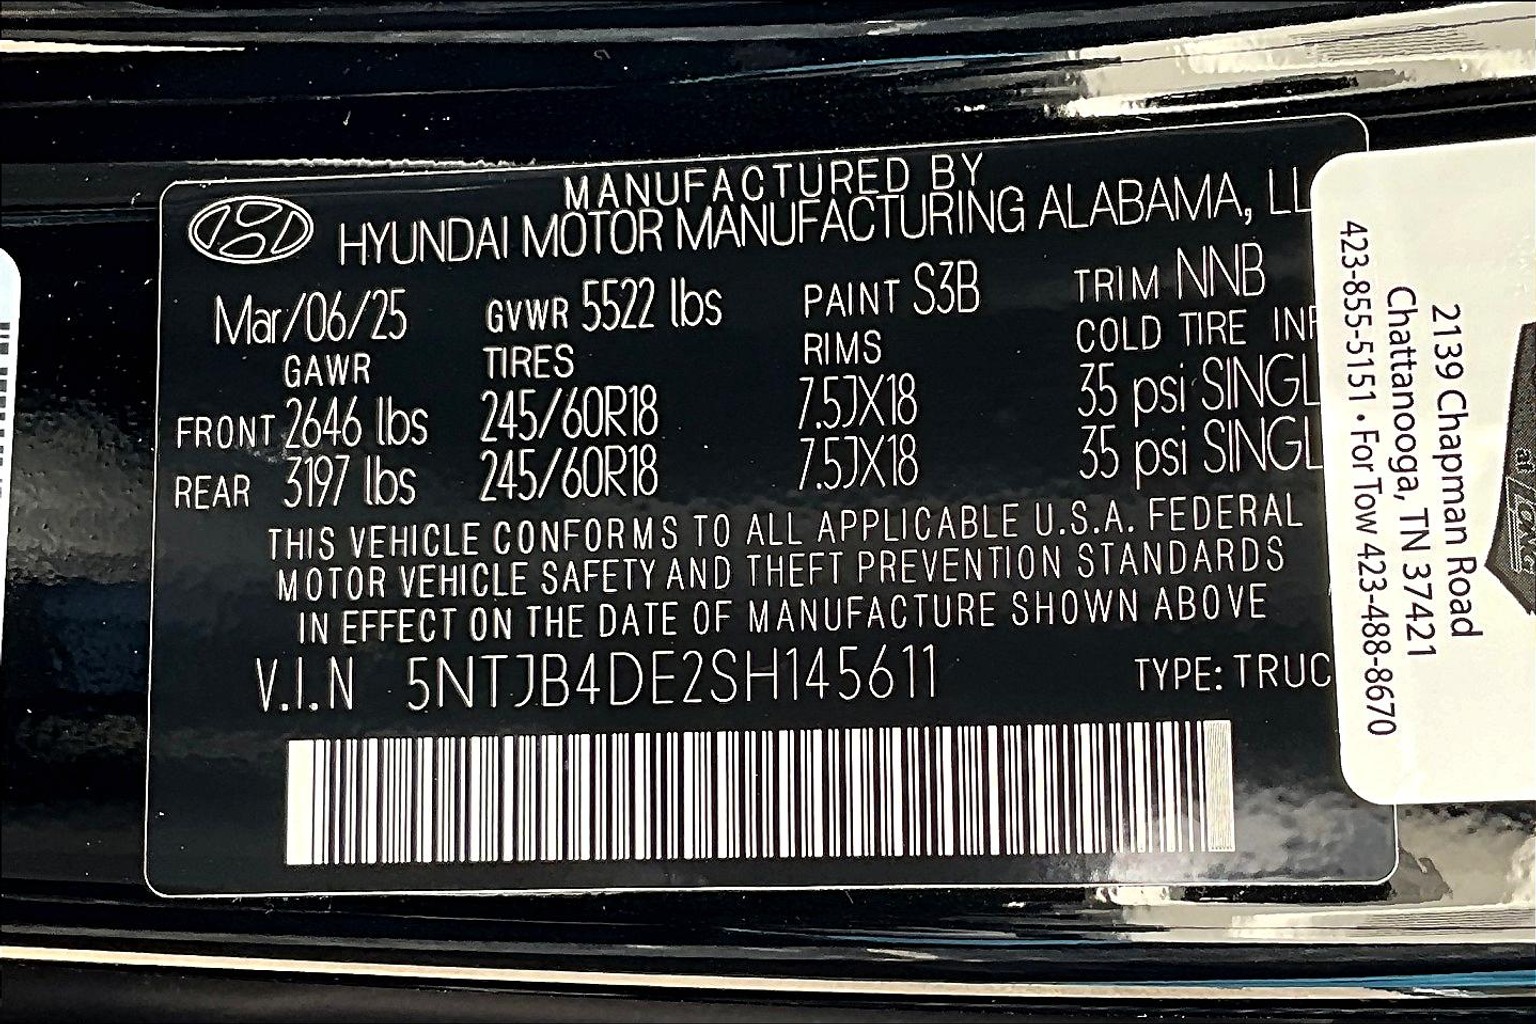 MANUFACTURED BY
HYUNDAI MOTOR MANUFACTURING ALABAMA, LL
Mar/06/25 GVWR 5522 lbs PAINT S3B TRIM NNB
GAWR TIRES RIMS COLD TIRE INF
FRONT 2646 lbs 245/60R18 7.5JX18 35 psi SINGL
REAR 3197 lbs 245/60R18 7.5JX18 35 psi SINGL
THIS VEHICLE CONFORMS TO ALL APPLICABLE U.S.A. FEDERAL
MOTOR VEHICLE SAFETY AND THEFT PREVENTION STANDARDS
IN EFFECT ON THE DATE OF MANUFACTURE SHOWN ABOVE
V.I.N 5NTJB4DE2SH145611 TYPE: TRUC
2139 Chapman Road
Chattanooga, TN 37421
423-855-5151 • For Tow 423-488-8670